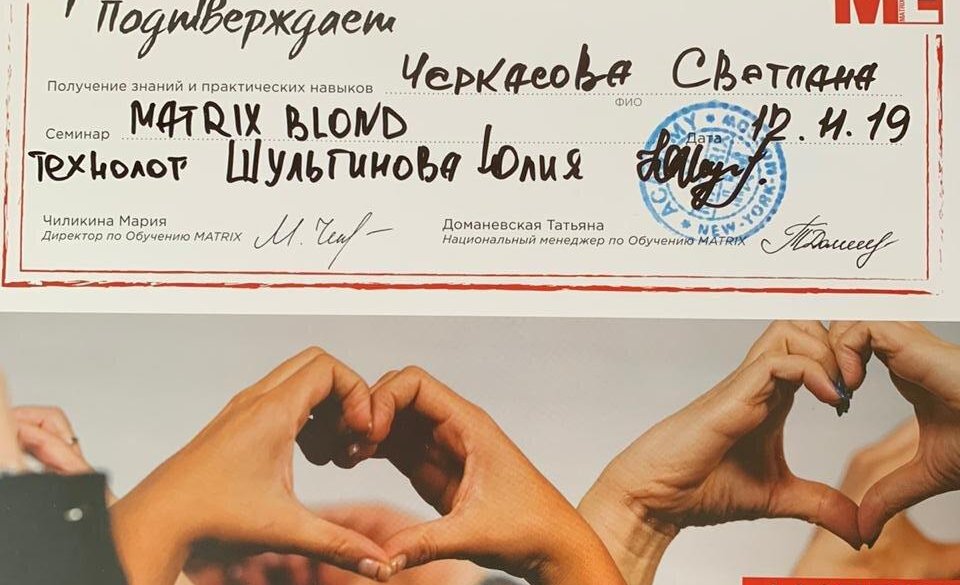 Подтверждает
Получение знаний и практических навыков Черкасова Светлана
ФИО
Семинар MATRIX BLOND Дата 12.11.19
Технолог Шульгинова Юлия
Чиликина Мария
Директор по Обучению MATRIX
Доманевская Татьяна
Национальный менеджер по Обучению MATRIX
NEW-YORK
MATRIX